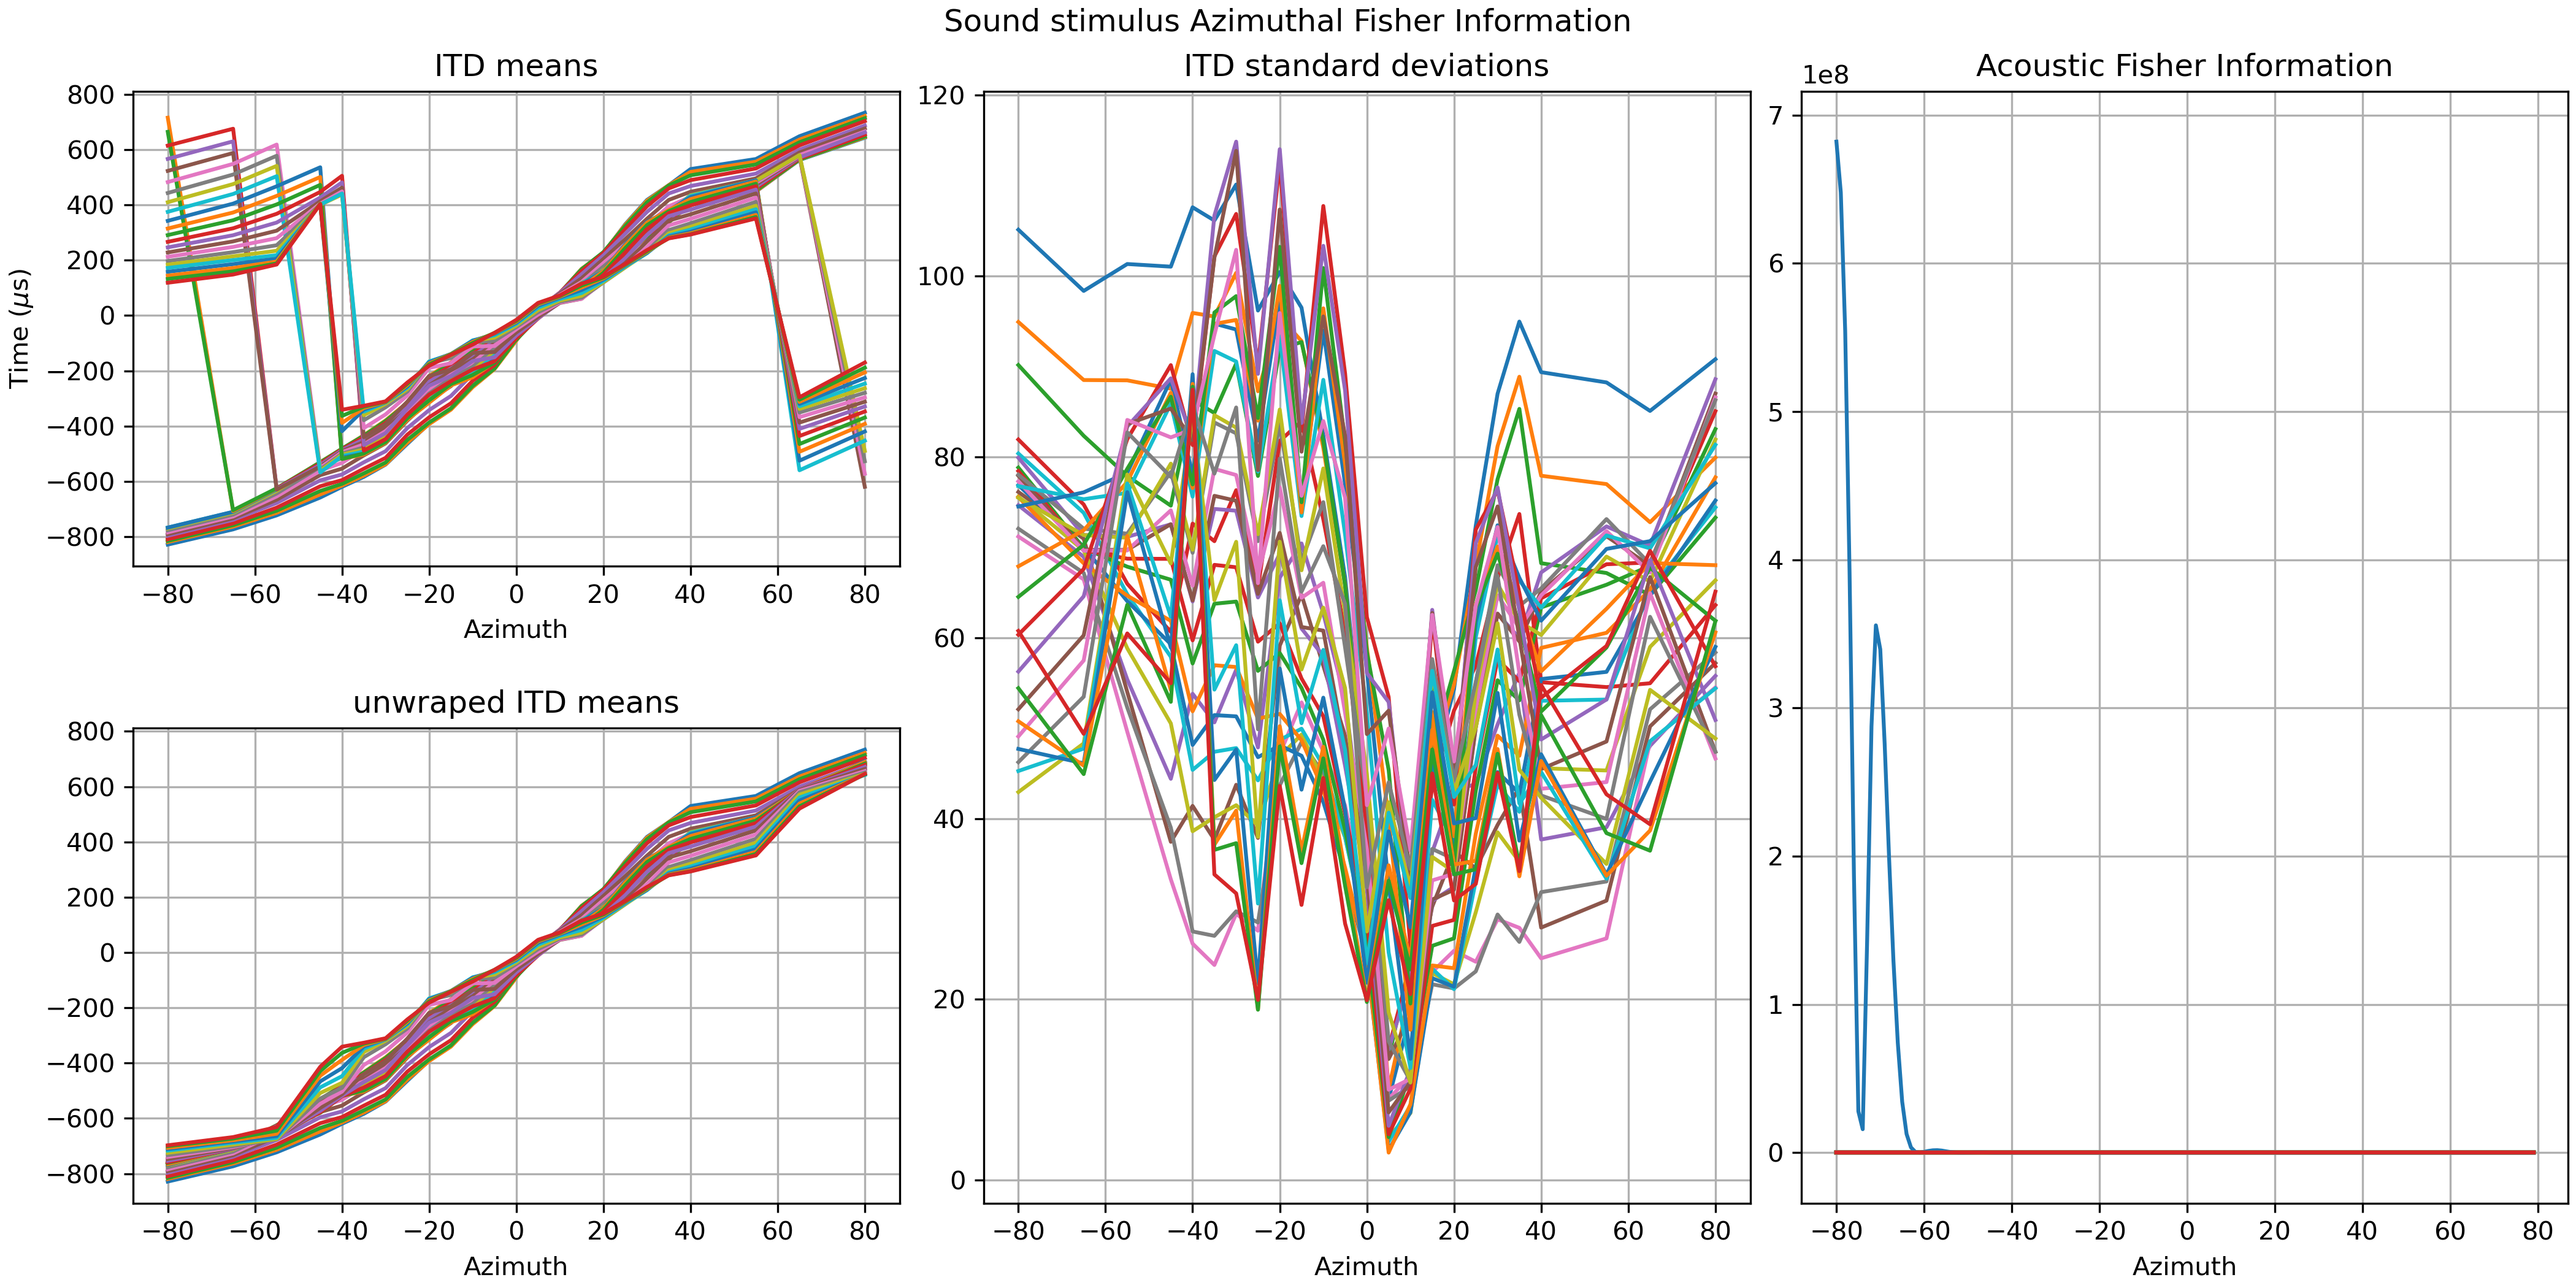 Sound stimulus Azimuthal Fisher Information
ITD means
800
600
400
200
0
−200
−400
−600
−800
Time (μs)
−80 −60 −40 −20 0 20 40 60 80
Azimuth
unwraped ITD means
800
600
400
200
0
−200
−400
−600
−800
−80 −60 −40 −20 0 20 40 60 80
Azimuth
ITD standard deviations
120
100
80
60
40
20
0
−80 −60 −40 −20 0 20 40 60 80
Azimuth
Acoustic Fisher Information
1e8
7
6
5
4
3
2
1
0
−80 −60 −40 −20 0 20 40 60 80
Azimuth